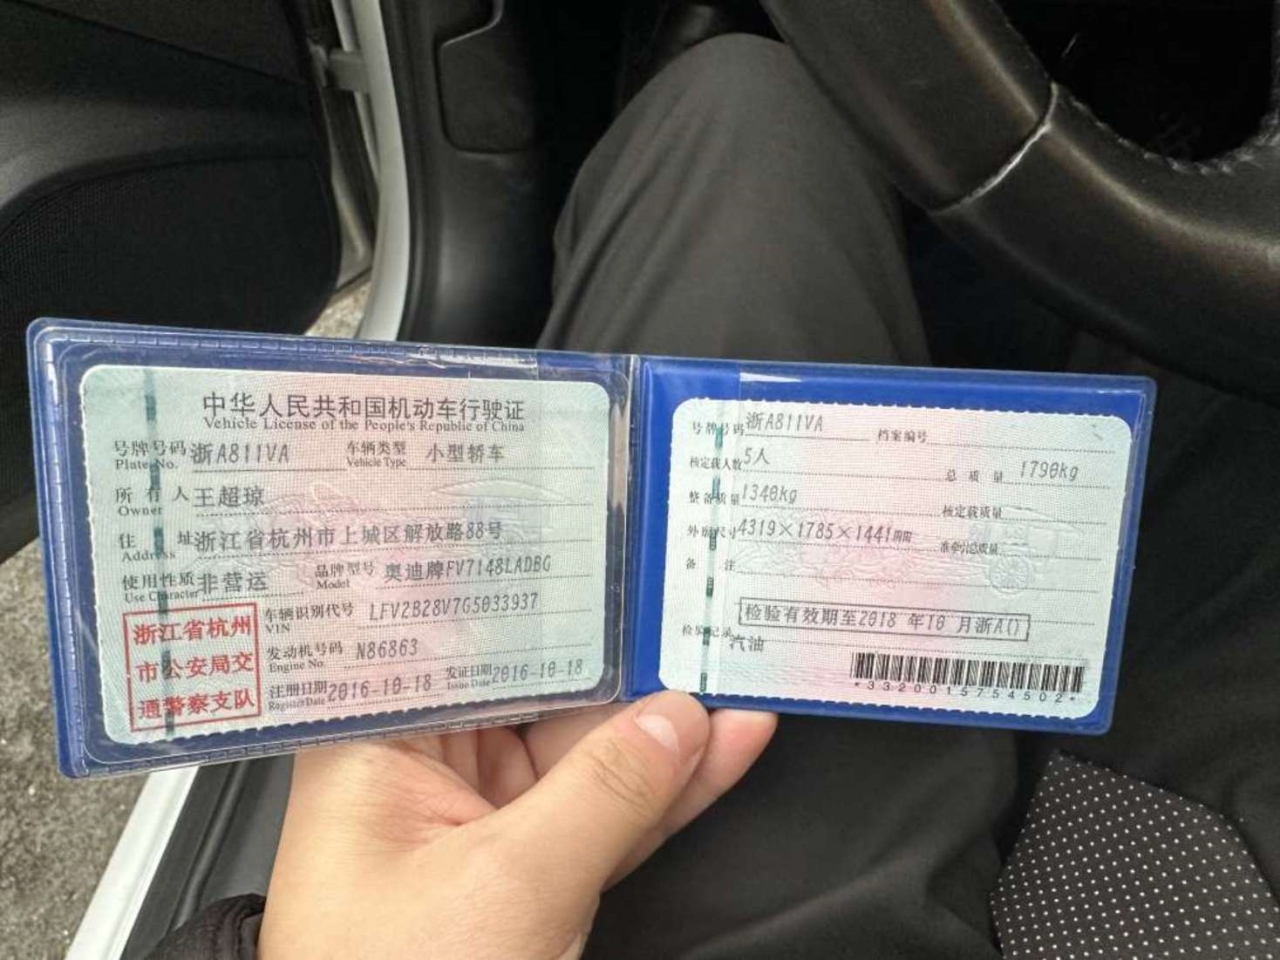 中华人民共和国机动车行驶证
Vehicle License of the People's Republic of China
号牌号码 浙A811VA 车辆类型 小型轿车
Plate No. Vehicle Type
所有人 王超琼
Owner
住址 浙江省杭州市上城区解放路88号
Address
使用性质 非营运 品牌型号 奥迪牌FV7148LADBG
Use Character Model
浙江省杭州
市公安局交
通警察支队
车辆识别代号 LFV2B28V7G5033937
VIN
发动机号码 N86863
Engine No.
注册日期 2016-10-18 发证日期 2016-10-18
Register Date Issue Date
号牌号码 浙A811VA 档案编号
核定载人数 5人 总质量 1790kg
整备质量 1340kg 核定载质量
外廓尺寸 4319×1785×1441mm 准牵引总质量
备注
检验有效期至2018 年10 月浙A()
检验记录 汽油
*3320015754502*